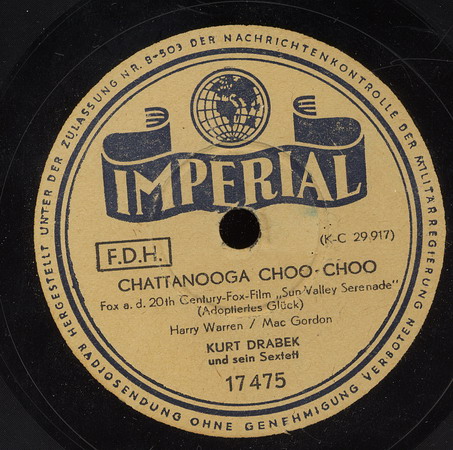 HERGESTELLT UNTER DER ZULASSUNG NR. B-503 DER NACHRICHTENKONTROLLE DER MILITÄRREGIERUNG
IMPERIAL
(K-C 29 917)
F.D.H.
CHATTANOOGA CHOO-CHOO
Fox a. d. 20th Century-Fox-Film „Sun Valley Serenade"
(Adoptiertes Glück)
Harry Warren / Mac Gordon
KURT DRABEK
und sein Sextett
17475
RADIOSENDUNG OHNE GENEHMIGUNG VERBOTEN